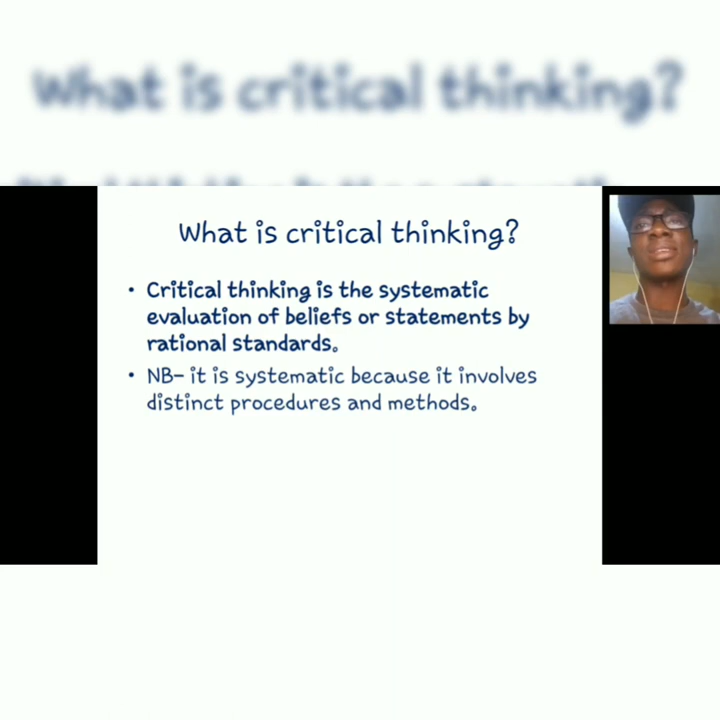 What is critical thinking?
What is critical thinking?
• Critical thinking is the systematic
evaluation of beliefs or statements by
rational standards.
• NB- it is systematic because it involves
distinct procedures and methods.